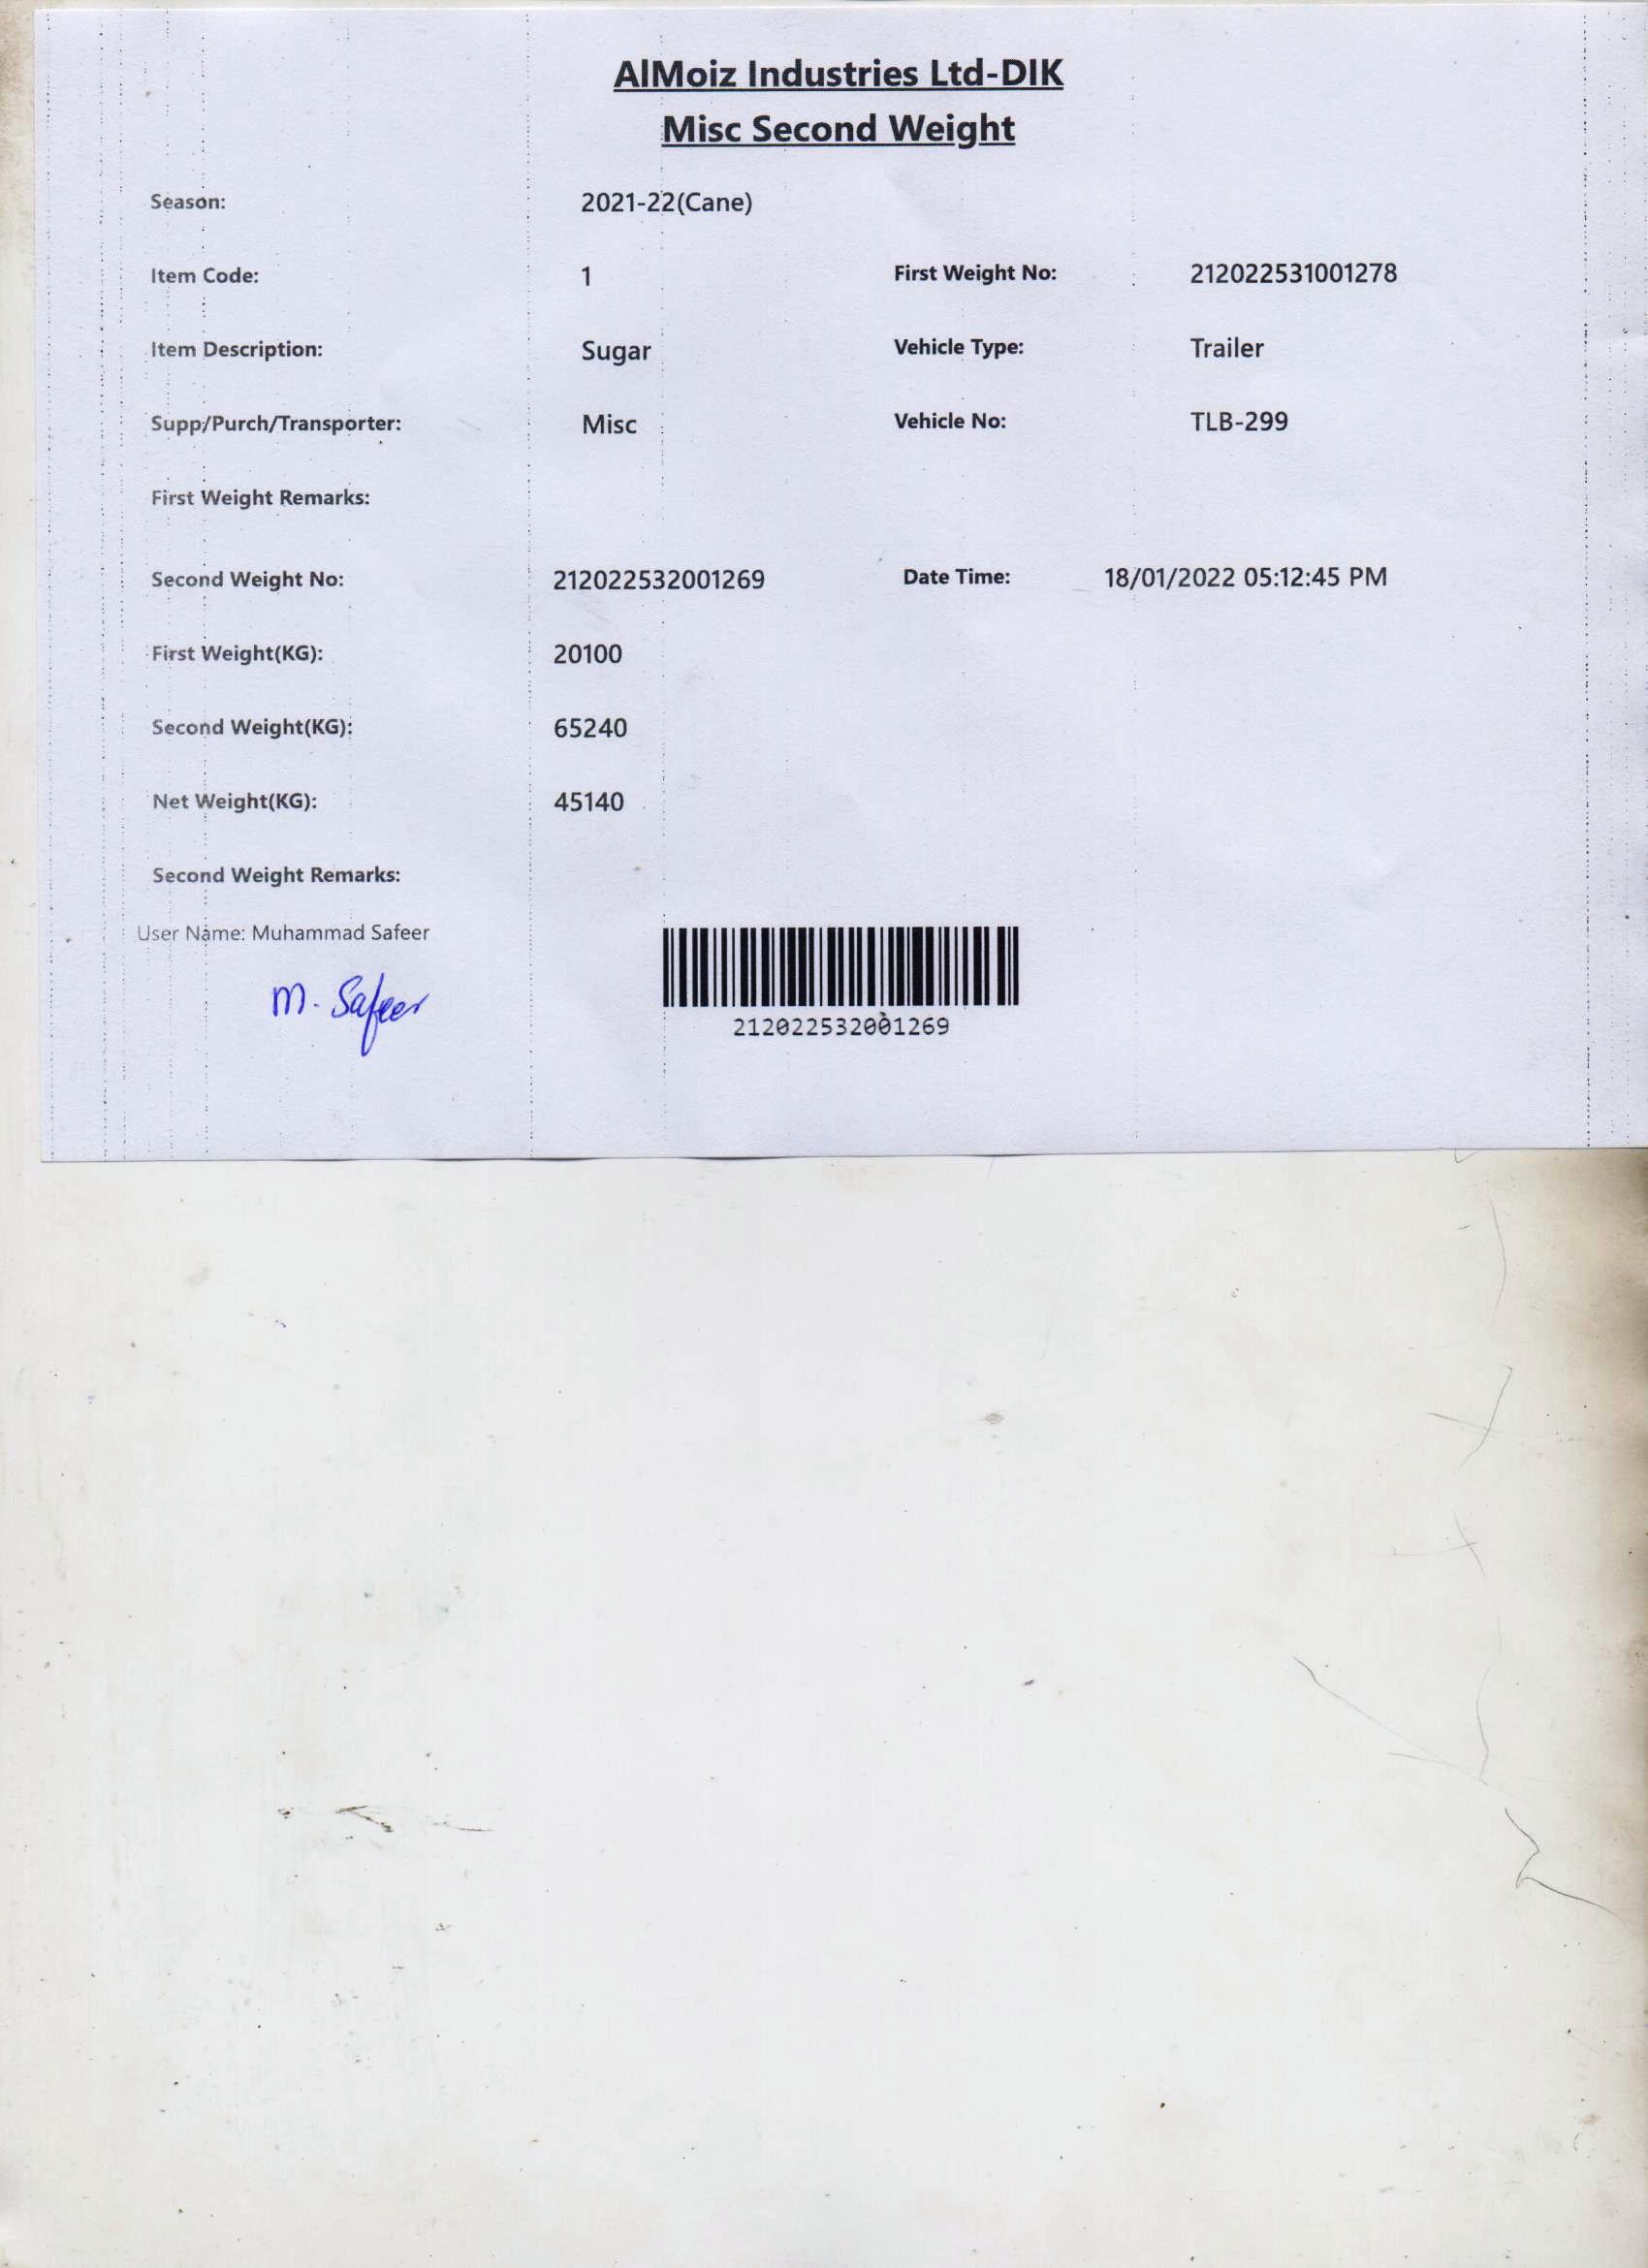 AlMoiz Industries Ltd-DIK
Misc Second Weight
Season: 2021-22(Cane)
Item Code: 1 First Weight No: 212022531001278
Item Description: Sugar Vehicle Type: Trailer
Supp/Purch/Transporter: Misc Vehicle No: TLB-299
First Weight Remarks:
Second Weight No: 212022532001269 Date Time: 18/01/2022 05:12:45 PM
First Weight(KG): 20100
Second Weight(KG): 65240
Net Weight(KG): 45140
Second Weight Remarks:
User Name: Muhammad Safeer
M. Safeer
212022532001269